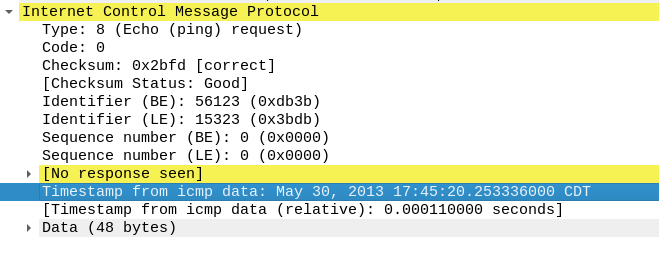 Internet Control Message Protocol
Type: 8 (Echo (ping) request)
Code: 0
Checksum: 0x2bfd [correct]
[Checksum Status: Good]
Identifier (BE): 56123 (0xdb3b)
Identifier (LE): 15323 (0x3bdb)
Sequence number (BE): 0 (0x0000)
Sequence number (LE): 0 (0x0000)
[No response seen]
Timestamp from icmp data: May 30, 2013 17:45:20.253336000 CDT
[Timestamp from icmp data (relative): 0.000110000 seconds]
Data (48 bytes)